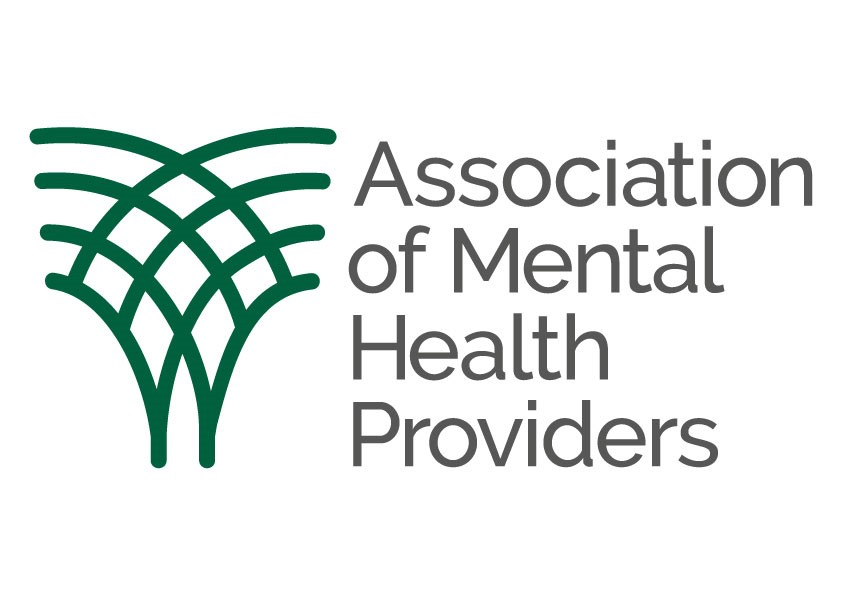 Association
of Mental
Health
Providers